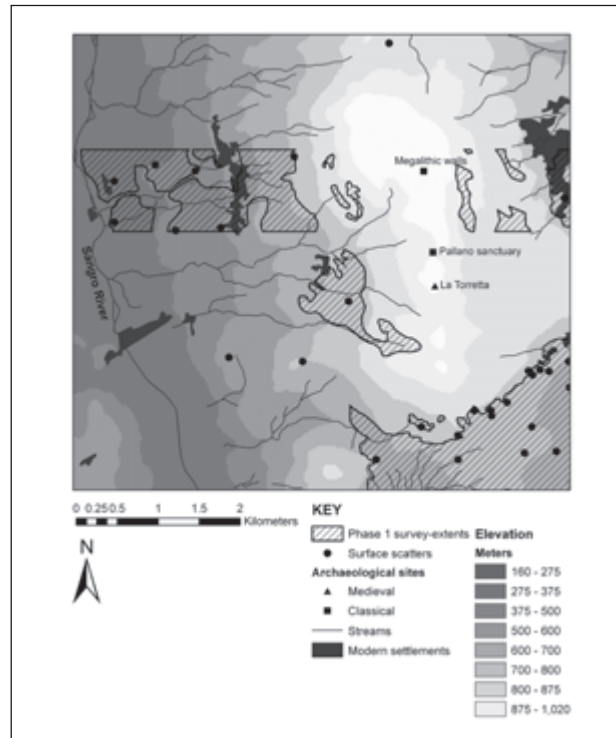 Megalithic walls
Pallano sanctuary
La Torretta
Sangro River
0 0.25 0.5 1 1.5 2
Kilometers
N
KEY
Phase 1 survey-extents
Surface scatters
Archaeological sites
Medieval
Classical
Streams
Modern settlements
Elevation
Meters
160 - 275
275 - 375
375 - 500
500 - 600
600 - 700
700 - 800
800 - 875
875 - 1,020